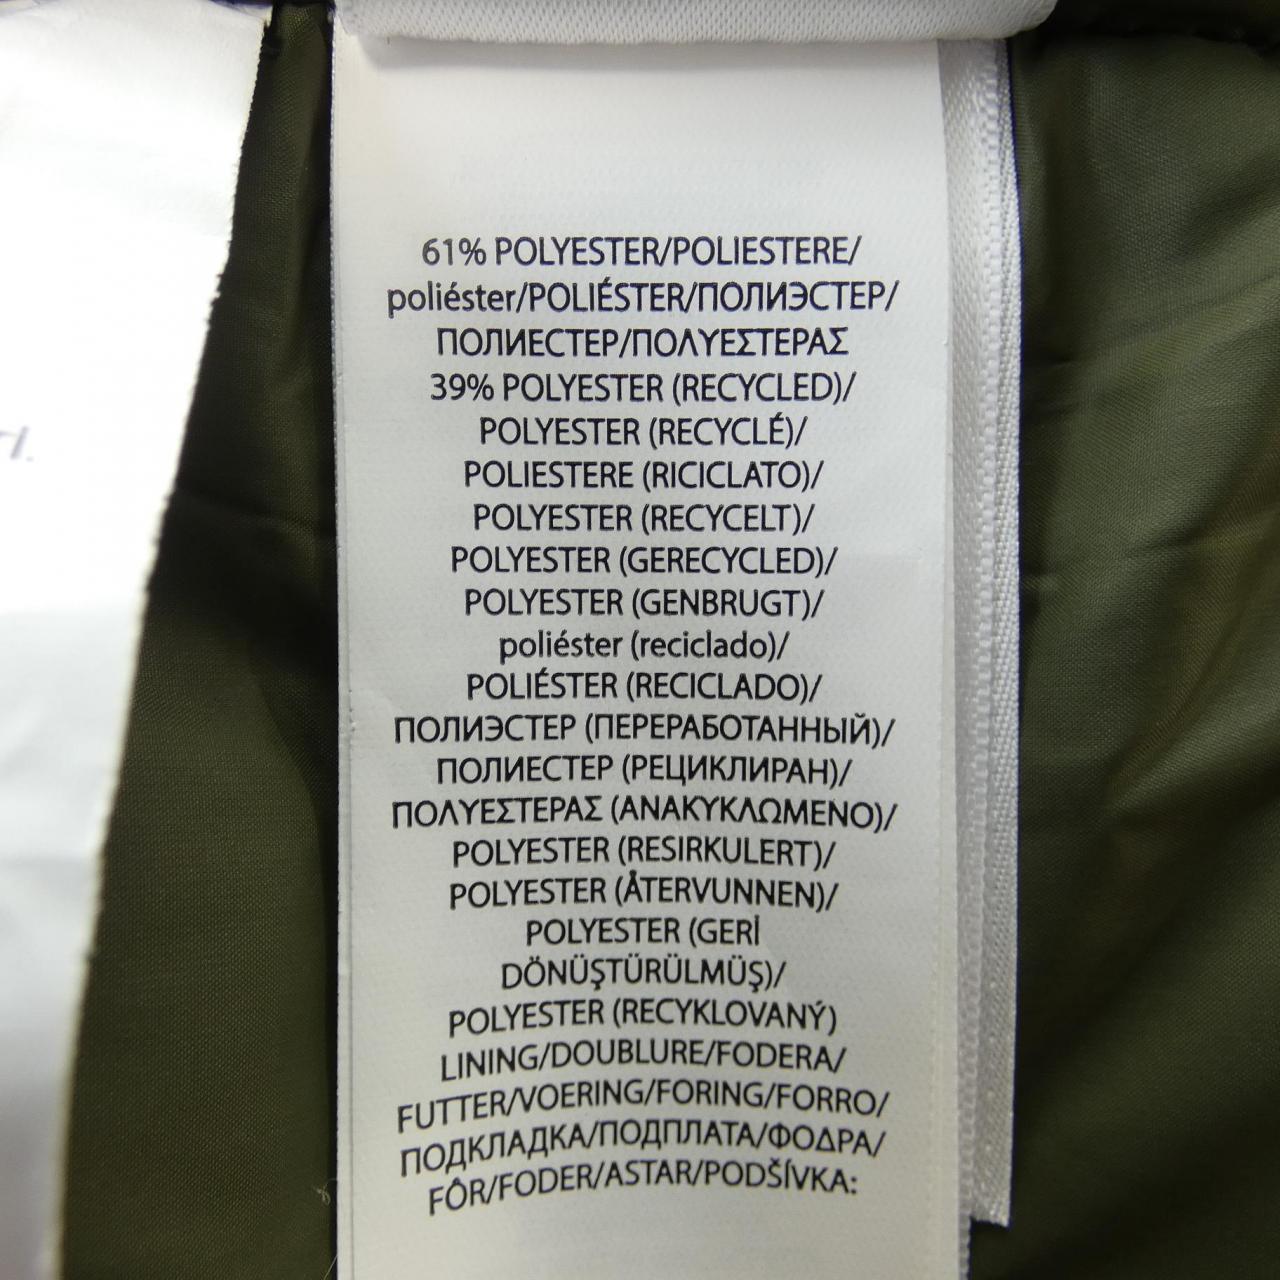 61% POLYESTER/POLIESTERE/
poliéster/POLIÉSTER/ПОЛИЭСТЕР/
ПОЛИЕСТЕР/ΠΟΛΥΕΣΤΕΡΑΣ
39% POLYESTER (RECYCLED)/
POLYESTER (RECYCLÉ)/
POLIESTERE (RICICLATO)/
POLYESTER (RECYCELT)/
POLYESTER (GERECYCLED)/
POLYESTER (GENBRUGT)/
poliéster (reciclado)/
POLIÉSTER (RECICLADO)/
ПОЛИЭСТЕР (ПЕРЕРАБОТАННЫЙ)/
ПОЛИЕСТЕР (РЕЦИКЛИРАН)/
ΠΟΛΥΕΣΤΕΡΑΣ (ΑΝΑΚΥΚΛΩΜΕΝΟ)/
POLYESTER (RESIRKULERT)/
POLYESTER (ÅTERVUNNEN)/
POLYESTER (GERİ
DÖNÜŞTÜRÜLMÜŞ)/
POLYESTER (RECYKLOVANÝ)
LINING/DOUBLURE/FODERA/
FUTTER/VOERING/FORING/FORRO/
ПОДКЛАДКА/ПОДПЛАТА/ΦΟΔΡΑ/
FÔR/FODER/ASTAR/PODŠÍVKA: